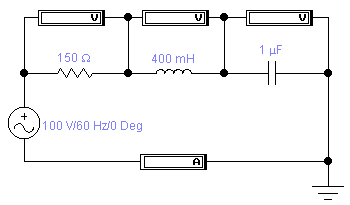 V V V
150 Ω 400 mH 1 µF
+
100 V/60 Hz/0 Deg
A